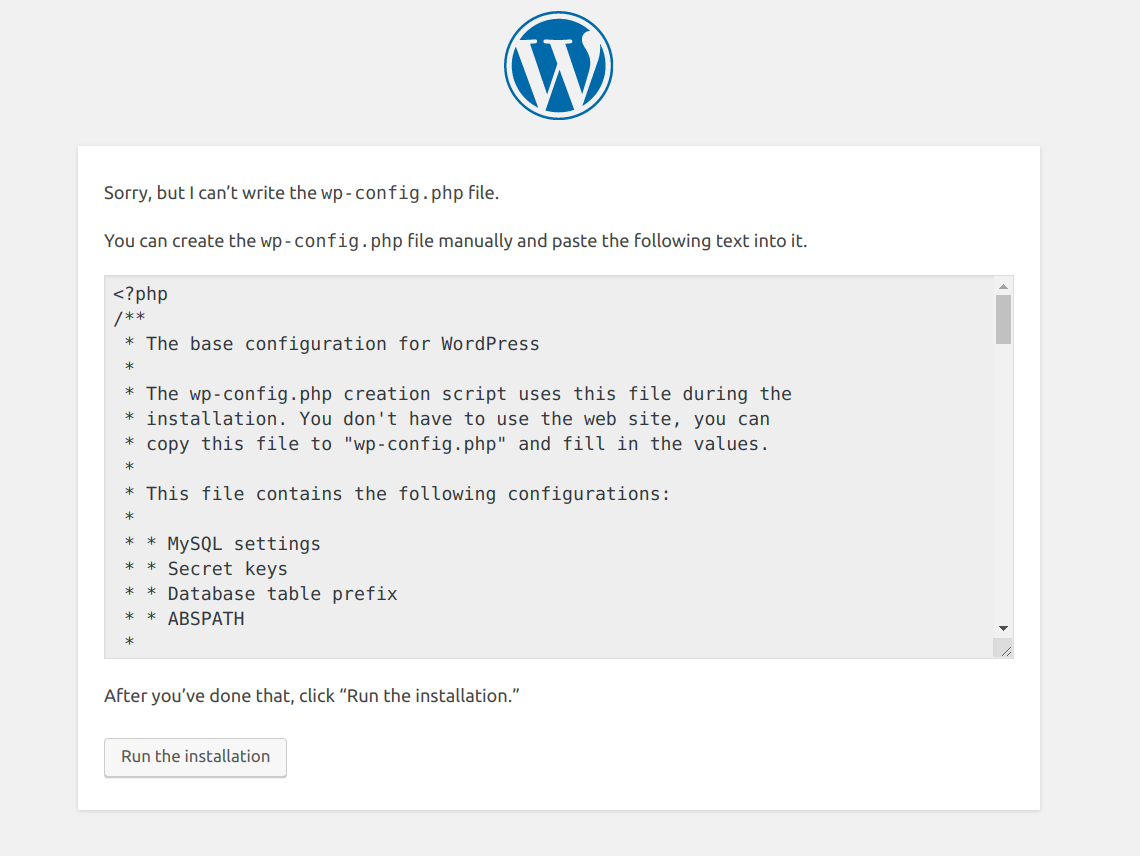 Sorry, but I can’t write the wp-config.php file.
You can create the wp-config.php file manually and paste the following text into it.
<?php
/**
 * The base configuration for WordPress
 *
 * The wp-config.php creation script uses this file during the
 * installation. You don't have to use the web site, you can
 * copy this file to "wp-config.php" and fill in the values.
 *
 * This file contains the following configurations:
 *
 * * MySQL settings
 * * Secret keys
 * * Database table prefix
 * * ABSPATH
 *
After you’ve done that, click “Run the installation.”
Run the installation